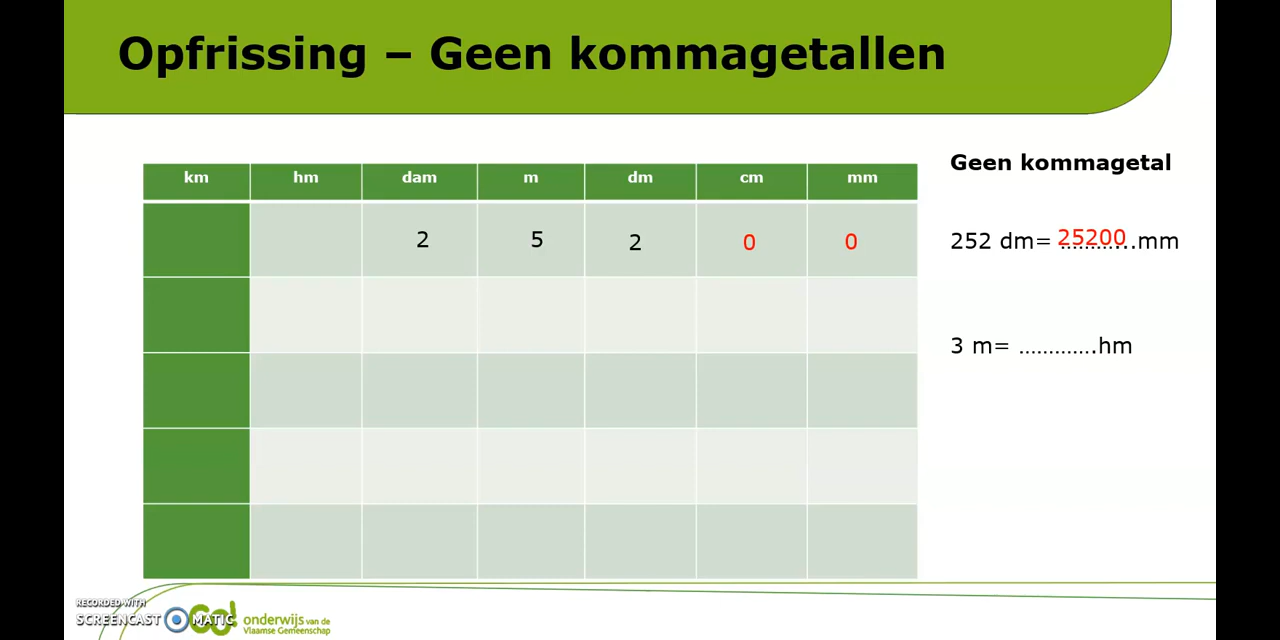 Opfrissing – Geen kommagetallen
km hm dam m dm cm mm
2 5 2 0 0
Geen kommagetal
252 dm= 25200............mm
3 m= .............hm
RECORDED WITH
SCREENCAST MATIC
go!
onderwijs van de
Vlaamse Gemeenschap